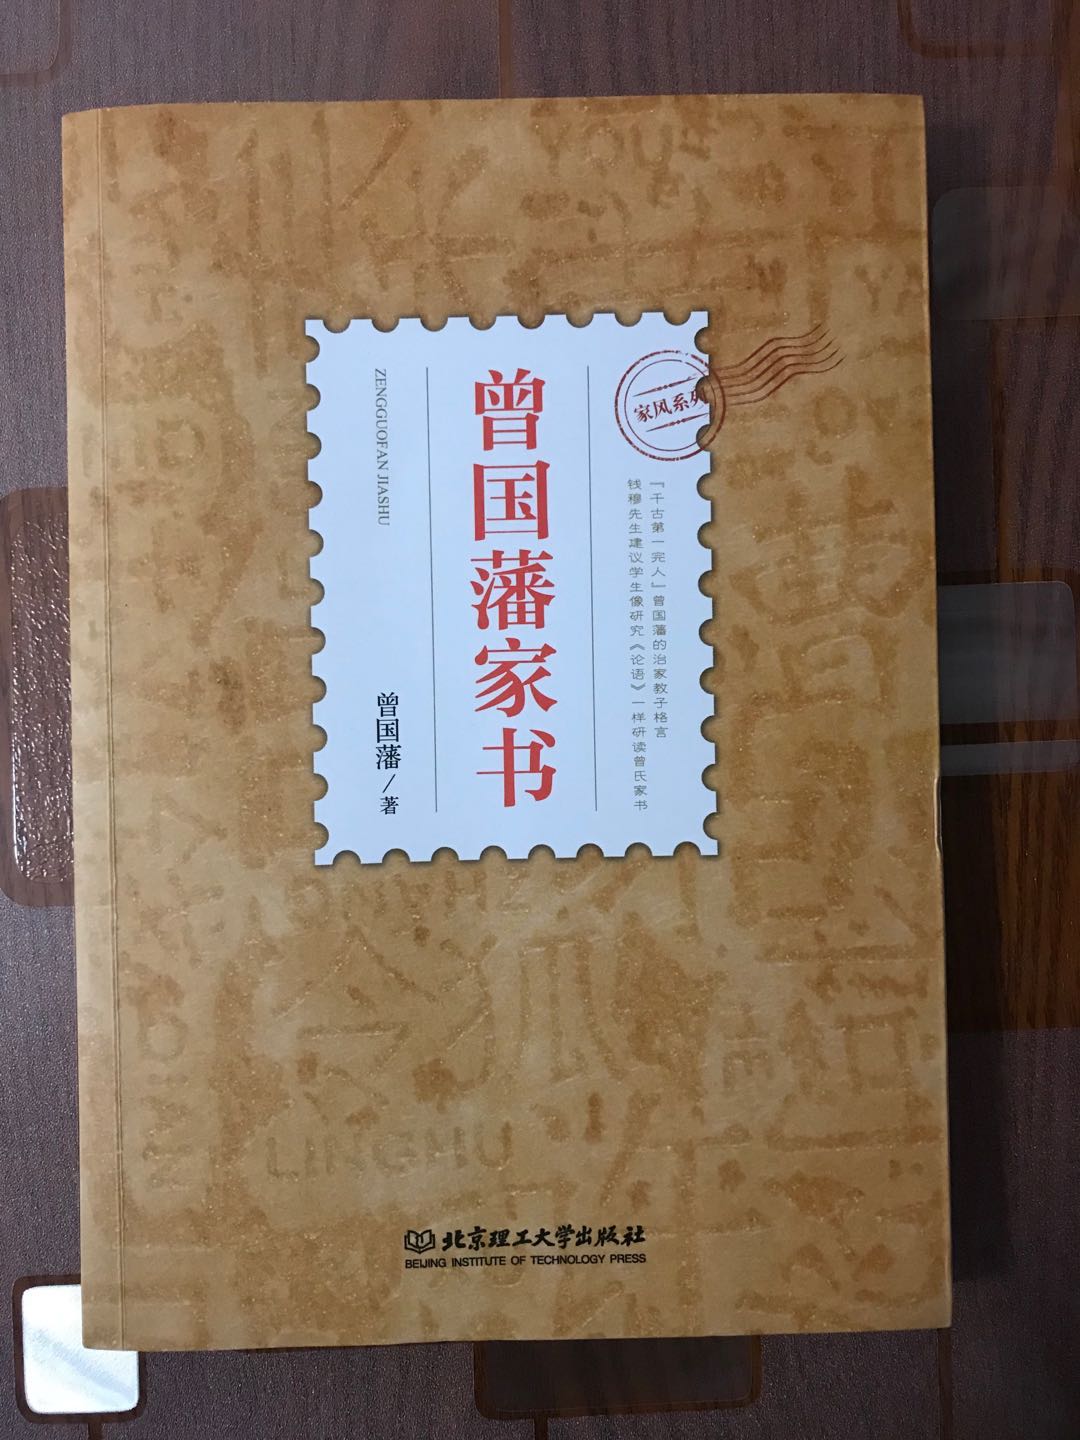 家风系列
『千古第一完人』曾国藩的治家教子格言
钱穆先生建议学生像研究《论语》一样研读曾氏家书
曾国藩家书
ZENGGUOFAN JIASHU
曾国藩/著
LINGHU
北京理工大学出版社
BEIJING INSTITUTE OF TECHNOLOGY PRESS